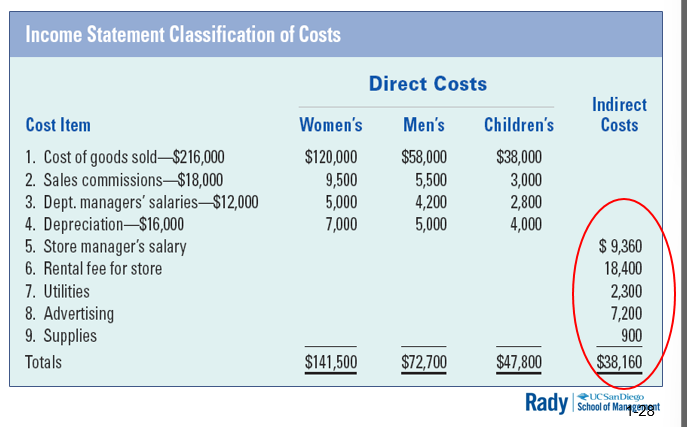 Income Statement Classification of Costs
Direct Costs
Indirect
Cost Item Women's Men's Children's Costs
1. Cost of goods sold—$216,000 $120,000 $58,000 $38,000
2. Sales commissions—$18,000 9,500 5,500 3,000
3. Dept. managers' salaries—$12,000 5,000 4,200 2,800
4. Depreciation—$16,000 7,000 5,000 4,000
5. Store manager's salary $ 9,360
6. Rental fee for store 18,400
7. Utilities 2,300
8. Advertising 7,200
9. Supplies 900
Totals $141,500 $72,700 $47,800 $38,160
Rady UC San Diego
School of Management
1-28